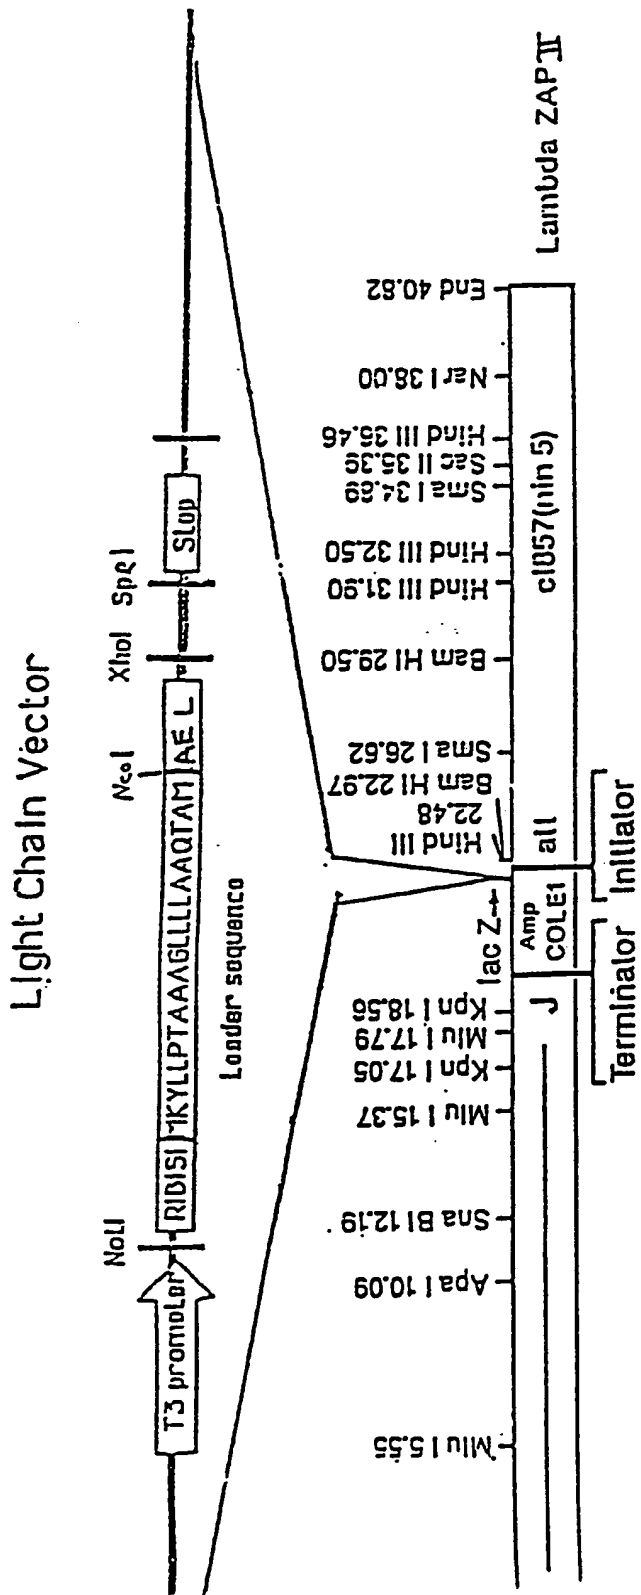 Light Chain Vector
NotI
NcoI
XhoI
SpeI
T3 promoter
RIBISI
MKYLLPTAAAGLLLLAAQTAM
AE L
Stop
Leader sequence
Mlu I 5.55
Apa I 10.09
Sna BI 12.19
Mlu I 15.37
Kpn I 17.05
Mlu I 17.79
Kpn I 18.56
lac Z→
Hind III
22.48
Bam HI 22.97
Sma I 26.62
Bam HI 29.50
Hind III 31.90
Hind III 32.50
Sma I 34.89
Sac II 35.39
Hind III 35.46
Nar I 38.00
End 40.82
J
Amp
COLE1
att
cI857(nin 5)
Terminator
Initiator
Lambda ZAP II